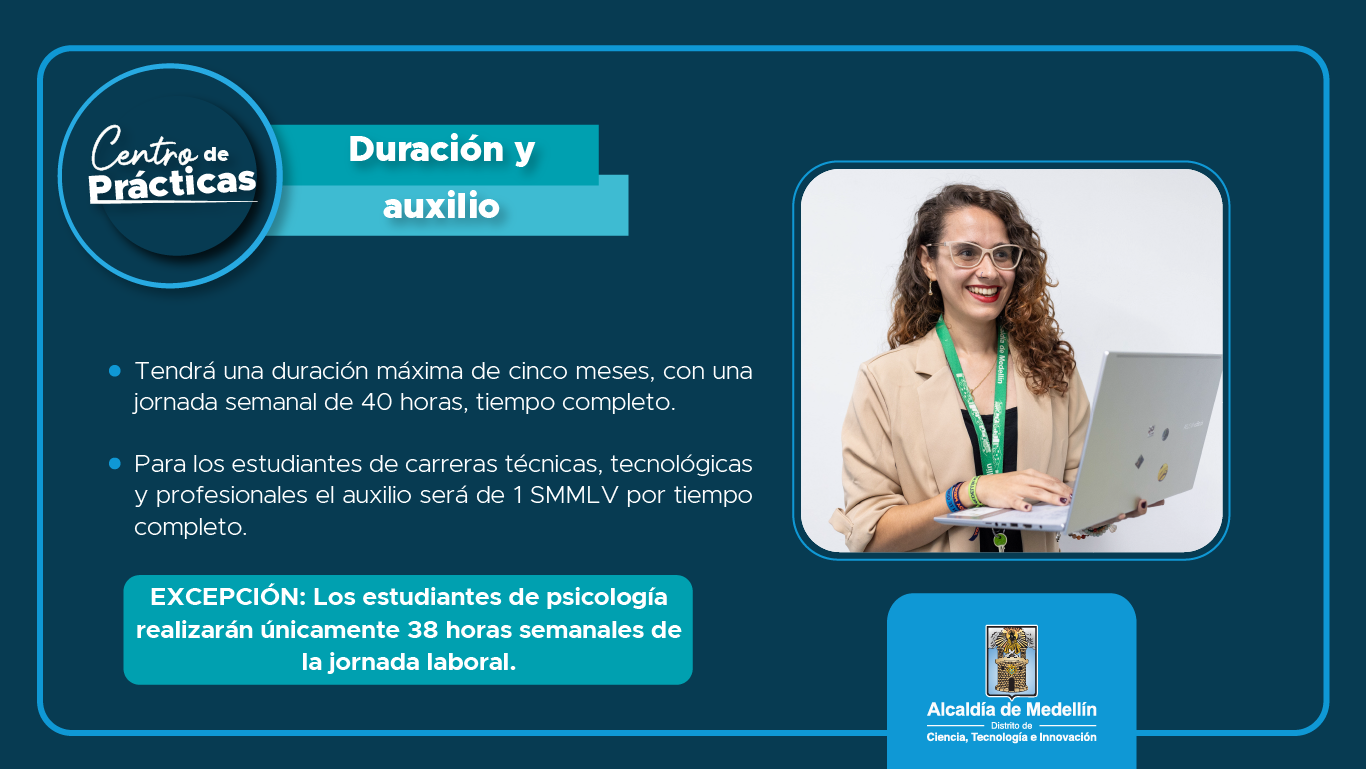 Centro de
Prácticas
Duración y
auxilio
Tendrá una duración máxima de cinco meses, con una
jornada semanal de 40 horas, tiempo completo.
Para los estudiantes de carreras técnicas, tecnológicas
y profesionales el auxilio será de 1 SMMLV por tiempo
completo.
EXCEPCIÓN: Los estudiantes de psicología
realizarán únicamente 38 horas semanales de
la jornada laboral.
Alcaldía de Medellín
Distrito de
Ciencia, Tecnología e Innovación